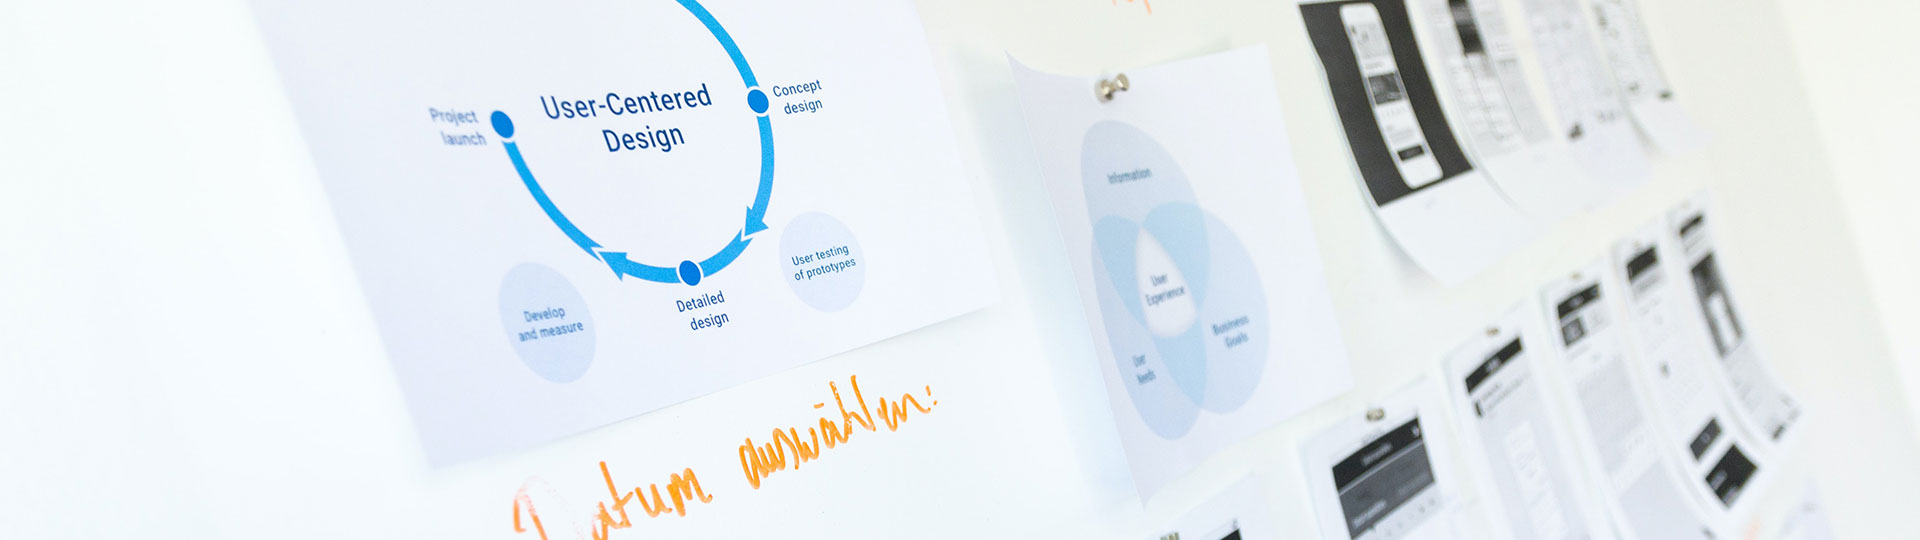 User-Centered
Design
Project
launch
Concept
design
User testing
of prototypes
Detailed
design
Develop
and measure
Datum auswählen:
Information
User
Experience
Business
Goals
User
Needs